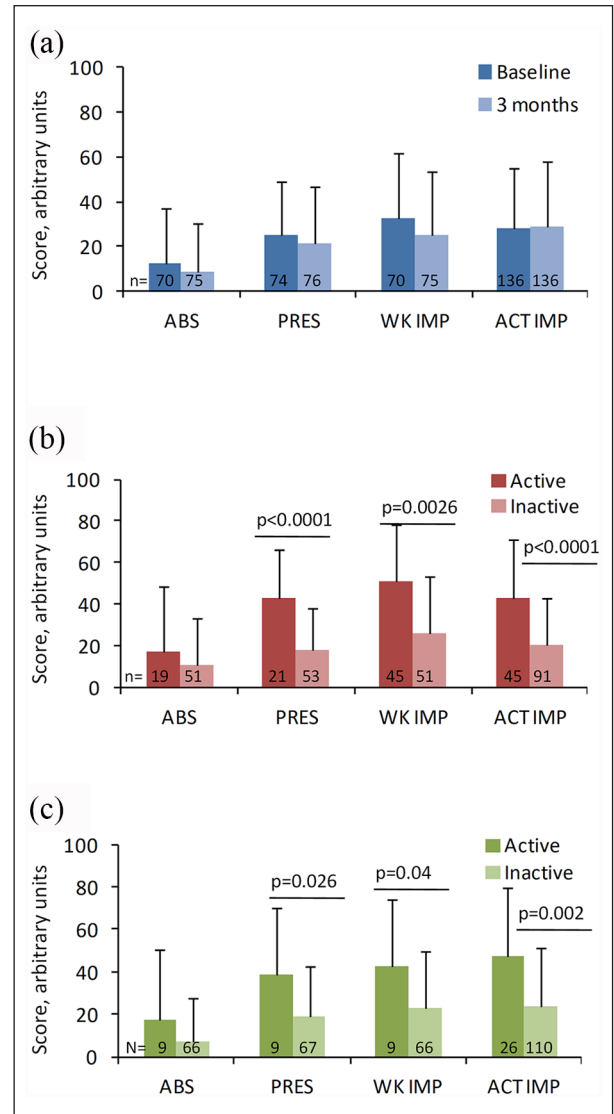 (a)
100
80
60
40
20
0
Score, arbitrary units
Baseline
3 months
n= 70 75 74 76 70 75 136 136
ABS PRES WK IMP ACT IMP
(b)
100
80
60
40
20
0
Score, arbitrary units
Active
Inactive
p<0.0001
p=0.0026
p<0.0001
n= 19 51 21 53 45 51 45 91
ABS PRES WK IMP ACT IMP
(c)
100
80
60
40
20
0
Score, arbitrary units
Active
Inactive
p=0.026
p=0.04
p=0.002
N= 9 66 9 67 9 66 26 110
ABS PRES WK IMP ACT IMP